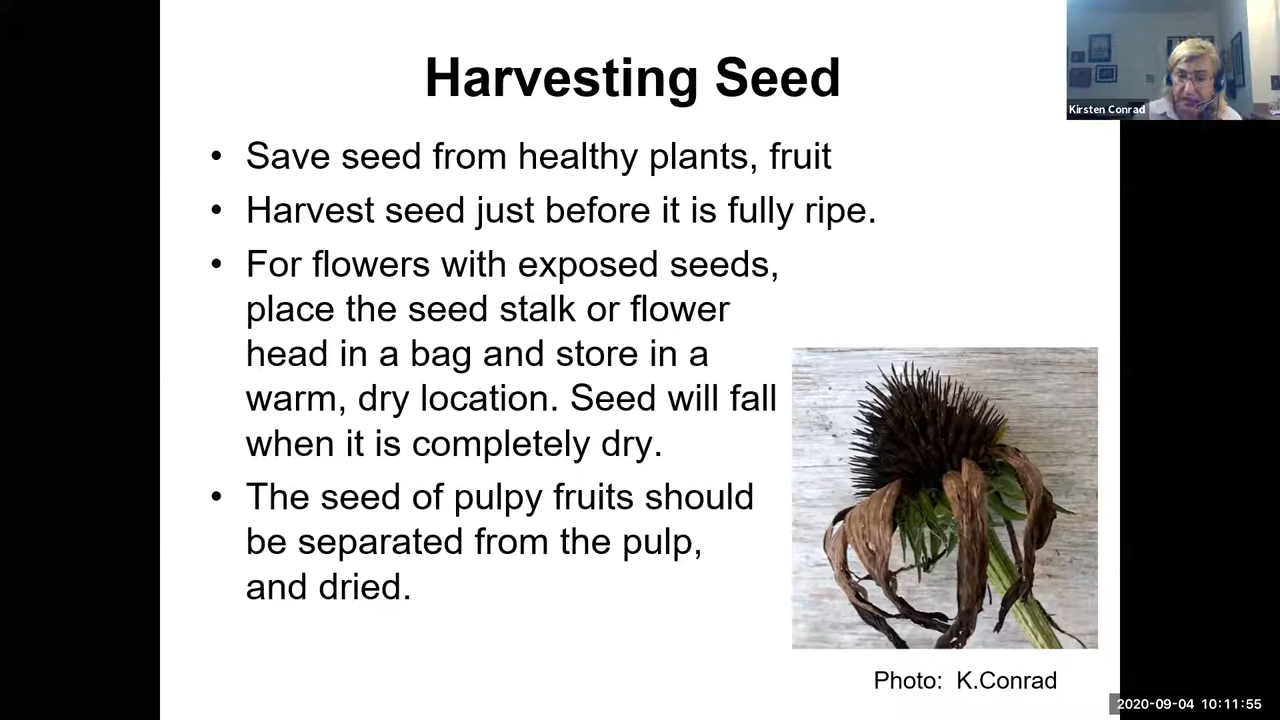 Harvesting Seed
Kirsten Conrad
• Save seed from healthy plants, fruit
• Harvest seed just before it is fully ripe.
• For flowers with exposed seeds,
place the seed stalk or flower
head in a bag and store in a
warm, dry location. Seed will fall
when it is completely dry.
• The seed of pulpy fruits should
be separated from the pulp,
and dried.
Photo: K.Conrad
2020-09-04 10:11:55